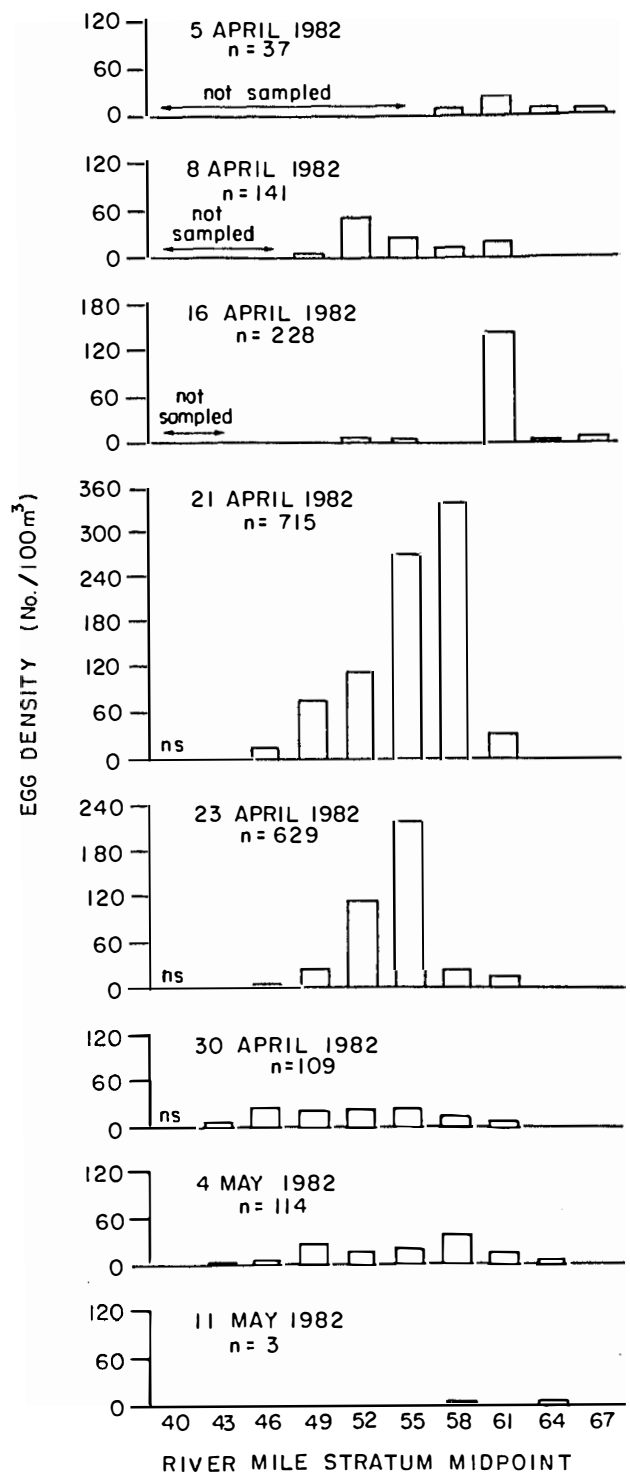 EGG DENSITY (No./100m³)
120
60
0
5 APRIL 1982
n = 37
not sampled
120
60
0
8 APRIL 1982
n = 141
not
sampled
180
120
60
0
16 APRIL 1982
n = 228
not
sampled
360
300
240
180
120
60
0
21 APRIL 1982
n = 715
ns
240
180
120
60
0
23 APRIL 1982
n = 629
ns
120
60
0
30 APRIL 1982
n=109
ns
120
60
0
4 MAY 1982
n = 114
120
60
0
11 MAY 1982
n = 3
40 43 46 49 52 55 58 61 64 67
RIVER MILE STRATUM MIDPOINT